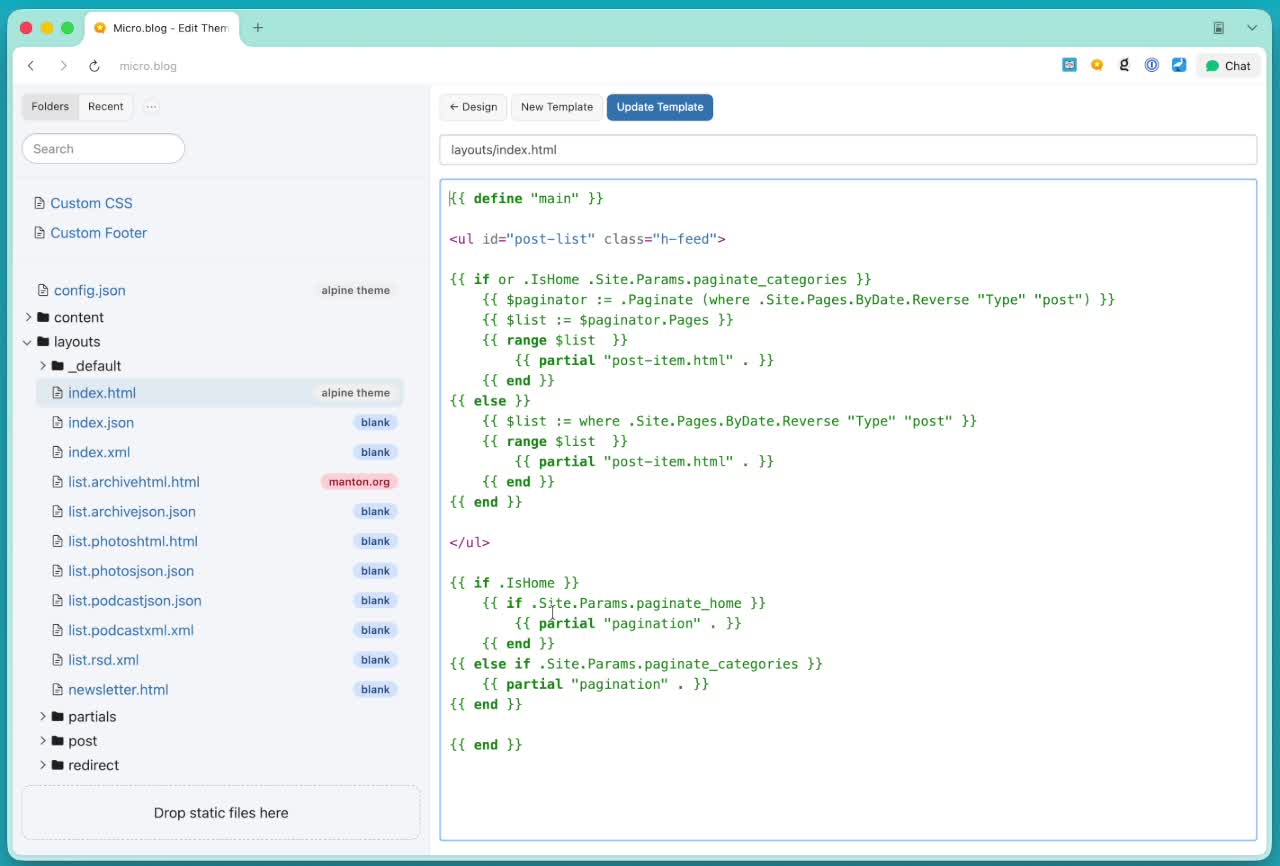 Micro.blog - Edit Them
micro.blog
Chat
Folders
Recent
Search
Custom CSS
Custom Footer
config.json alpine theme
content
layouts
_default
index.html alpine theme
index.json blank
index.xml blank
list.archivehtml.html manton.org
list.archivejson.json blank
list.photoshtml.html blank
list.photosjson.json blank
list.podcastjson.json blank
list.podcastxml.xml blank
list.rsd.xml blank
newsletter.html blank
partials
post
redirect
Drop static files here
← Design
New Template
Update Template
layouts/index.html
{{ define "main" }}
<ul id="post-list" class="h-feed">
{{ if or .IsHome .Site.Params.paginate_categories }}
    {{ $paginator := .Paginate (where .Site.Pages.ByDate.Reverse "Type" "post") }}
    {{ $list := $paginator.Pages }}
    {{ range $list  }}
        {{ partial "post-item.html" . }}
    {{ end }}
{{ else }}
    {{ $list := where .Site.Pages.ByDate.Reverse "Type" "post" }}
    {{ range $list  }}
        {{ partial "post-item.html" . }}
    {{ end }}
{{ end }}
</ul>
{{ if .IsHome }}
    {{ if .Site.Params.paginate_home }}
        {{ partial "pagination" . }}
    {{ end }}
{{ else if .Site.Params.paginate_categories }}
    {{ partial "pagination" . }}
{{ end }}
{{ end }}